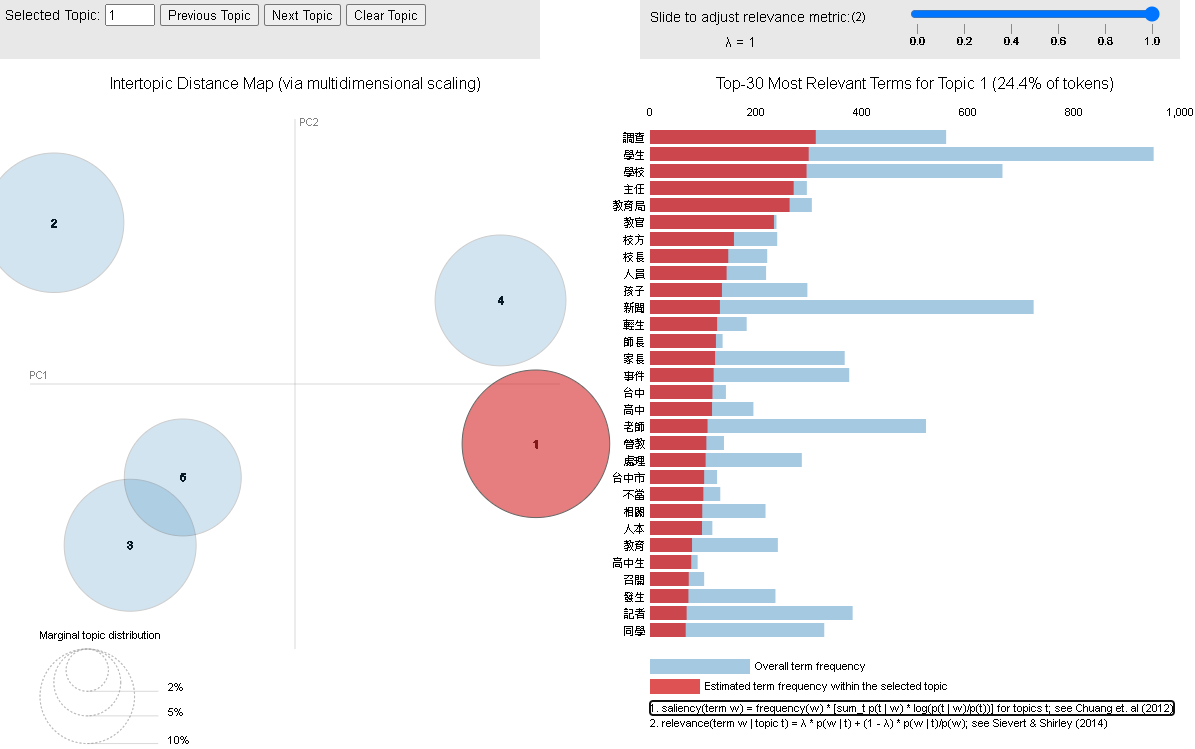 Selected Topic: 1 Previous Topic Next Topic Clear Topic
Slide to adjust relevance metric:(2)
λ = 1
0.0 0.2 0.4 0.6 0.8 1.0
Intertopic Distance Map (via multidimensional scaling)
PC2
PC1
2
4
1
5
3
Marginal topic distribution
2%
5%
10%
Top-30 Most Relevant Terms for Topic 1 (24.4% of tokens)
0 200 400 600 800 1,000
調查
學生
學校
主任
教育局
教官
校方
校長
人員
孩子
新聞
輕生
師長
家長
事件
台中
高中
老師
管教
處理
台中市
不當
相關
人本
教育
高中生
召開
發生
記者
同學
Overall term frequency
Estimated term frequency within the selected topic
1. saliency(term w) = frequency(w) * [sum_t p(t | w) * log(p(t | w)/p(t))] for topics t; see Chuang et. al (2012)
2. relevance(term w | topic t) = λ * p(w | t) + (1 - λ) * p(w | t)/p(w); see Sievert & Shirley (2014)